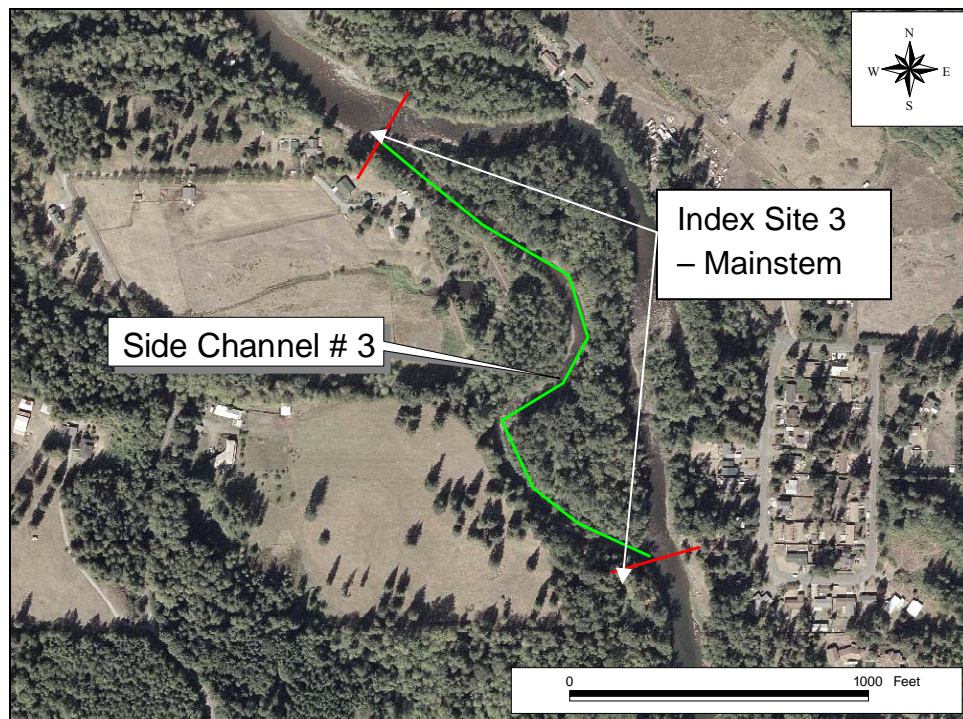 N
W E
S
Index Site 3
– Mainstem
Side Channel # 3
0 1000 Feet